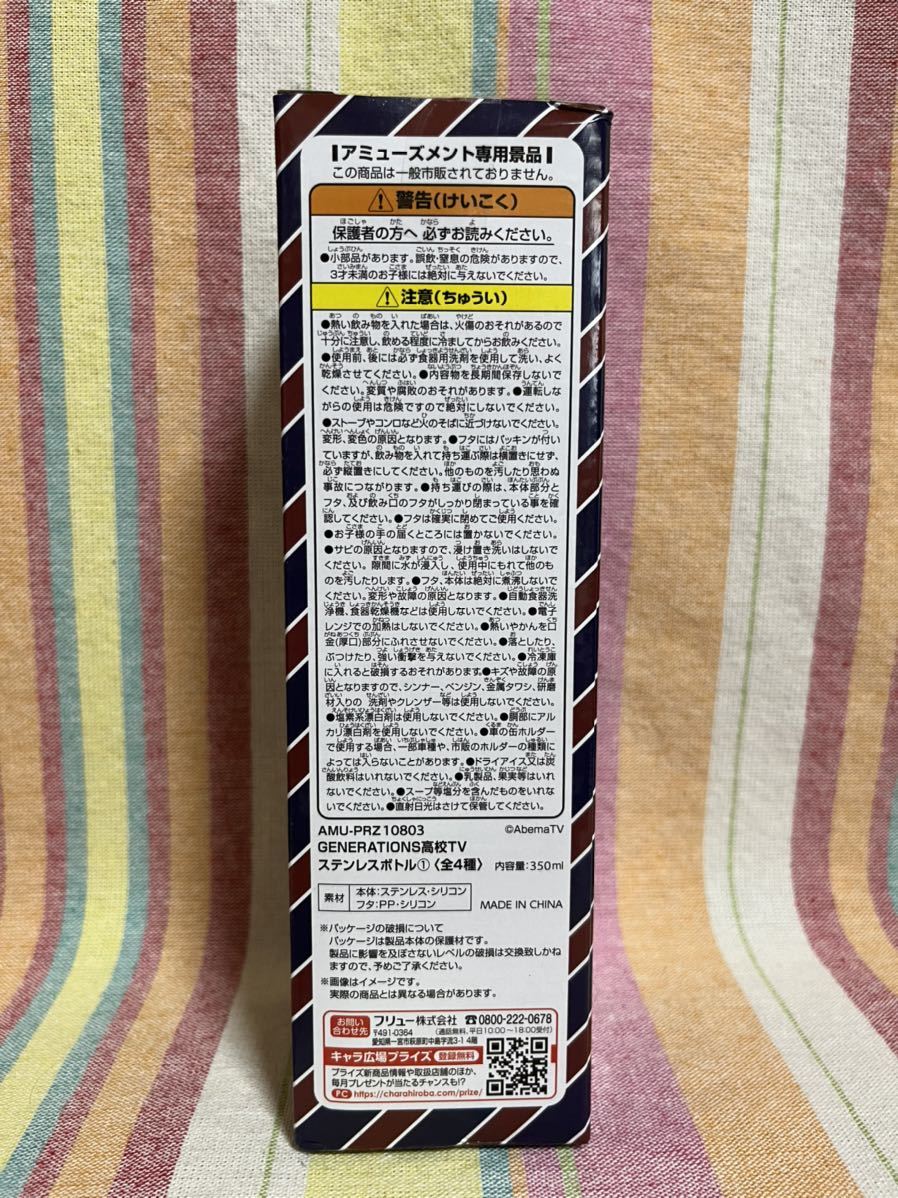 アミューズメント専用景品
この商品は一般市販されておりません。
警告(けいこく)
保護者の方へ 必ずお読みください。
●小部品があります。誤飲・窒息の危険がありますので、
3才未満のお子様には絶対に与えないでください。
注意(ちゅうい)
●熱い飲み物を入れた場合は、火傷のおそれがあるので
十分に注意し、飲める程度に冷ましてからお飲みください。
●使用前、後には必ず食器用洗剤を使用して洗い、よく
乾燥させてください。●内容物を長期間保存しないで
ください。変質や腐敗のおそれがあります。●運転しな
がらの使用は危険ですので絶対にしないでください。
●ストーブやコンロなど火のそばに近づけないでください。
変形、変色の原因となります。●フタにはパッキンが付い
ていますが、飲み物を入れて持ち運ぶ際は横置きにせず、
必ず縦置きにしてください。他のものを汚したり思わぬ
事故につながります。●持ち運びの際は、本体部分と
フタ、及び飲み口のフタがしっかり閉まっている事を確
認してください。●フタは確実に閉めてご使用ください。
●お子様の手の届くところには置かないでください。
●サビの原因となりますので、浸け置き洗いはしないで
ください。隙間に水が浸入し、使用中にもれて他のも
のを汚したりします。●フタ、本体は絶対に煮沸しないで
ください。変形や故障の原因となります。●自動食器洗
浄機、食器乾燥機などは使用しないでください。●電子
レンジでの加熱はしないでください。●熱いやかんを口
金(厚口)部分にふれさせないでください。●落としたり、
ぶつけたり、強い衝撃を与えないでください。●冷凍庫
に入れると破損するおそれがあります。●キズや故障の原
因となりますので、シンナー、ベンジン、金属タワシ、研磨
材入りの 洗剤やクレンザー等は使用しないでください。
●塩素系漂白剤は使用しないでください。●胴部にアル
カリ漂白剤を使用しないでください。●車の缶ホルダー
で使用する場合、一部車種や、市販のホルダーの種類に
よっては入らないことがあります。●ドライアイス又は炭
酸飲料はいれないでください。●乳製品、果実等はいれ
ないでください。●スープ等塩分を含んだものをいれな
いでください。●直射日光はさけて保管してください。
AMU-PRZ10803 ©AbemaTV
GENERATIONS高校TV
ステンレスボトル①〈全4種〉 内容量:350ml
素材 本体:ステンレス・シリコン
フタ:PP・シリコン
MADE IN CHINA
※パッケージの破損について
パッケージは製品本体の保護材です。
製品に影響を及ぼさないレベルの破損は交換致しかね
ますので、予めご了承ください。
※画像はイメージです。
実際の商品とは異なる場合があります。
お問い合わせ先 フリュー株式会社 ☎0800-222-0678
〒491-0364 (通話無料、平日10:00~18:00受付)
愛知県一宮市萩原町中島字流3-1 4階
キャラ広場プライズ 登録無料
プライズ新商品情報や取扱店舗のほか、
毎月プレゼントが当たるチャンスも!?
PC https://charahiroba.com/prize/